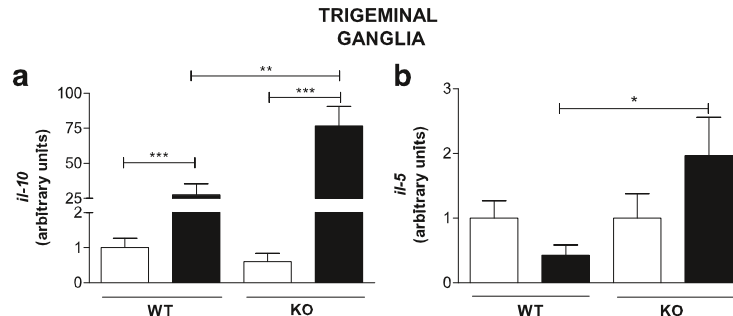 TRIGEMINAL
GANGLIA
a
il-10
(arbitrary units)
100
75
50
25
2
1
0
***
**
***
WT
KO
b
il-5
(arbitrary units)
3
2
1
0
*
WT
KO